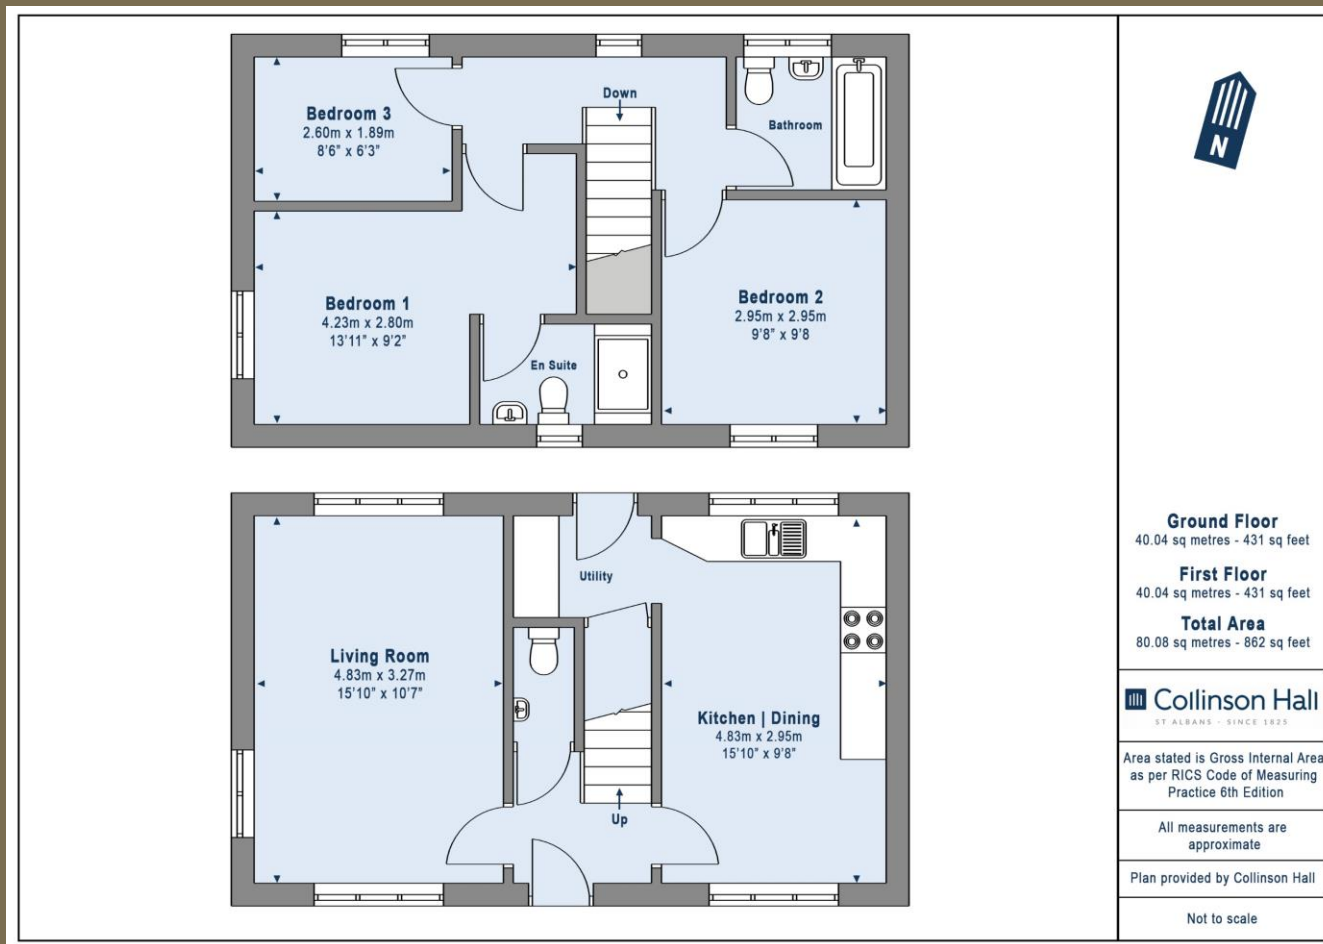 Bedroom 3
2.60m x 1.89m
8'6" x 6'3"
Down
Bathroom
Bedroom 1
4.23m x 2.80m
13'11" x 9'2"
En Suite
Bedroom 2
2.95m x 2.95m
9'8" x 9'8
Utility
Living Room
4.83m x 3.27m
15'10" x 10'7"
Up
Kitchen | Dining
4.83m x 2.95m
15'10" x 9'8"
N
Ground Floor
40.04 sq metres - 431 sq feet
First Floor
40.04 sq metres - 431 sq feet
Total Area
80.08 sq metres - 862 sq feet
Collinson Hall
ST ALBANS - SINCE 1825
Area stated is Gross Internal Area
as per RICS Code of Measuring
Practice 6th Edition
All measurements are
approximate
Plan provided by Collinson Hall
Not to scale